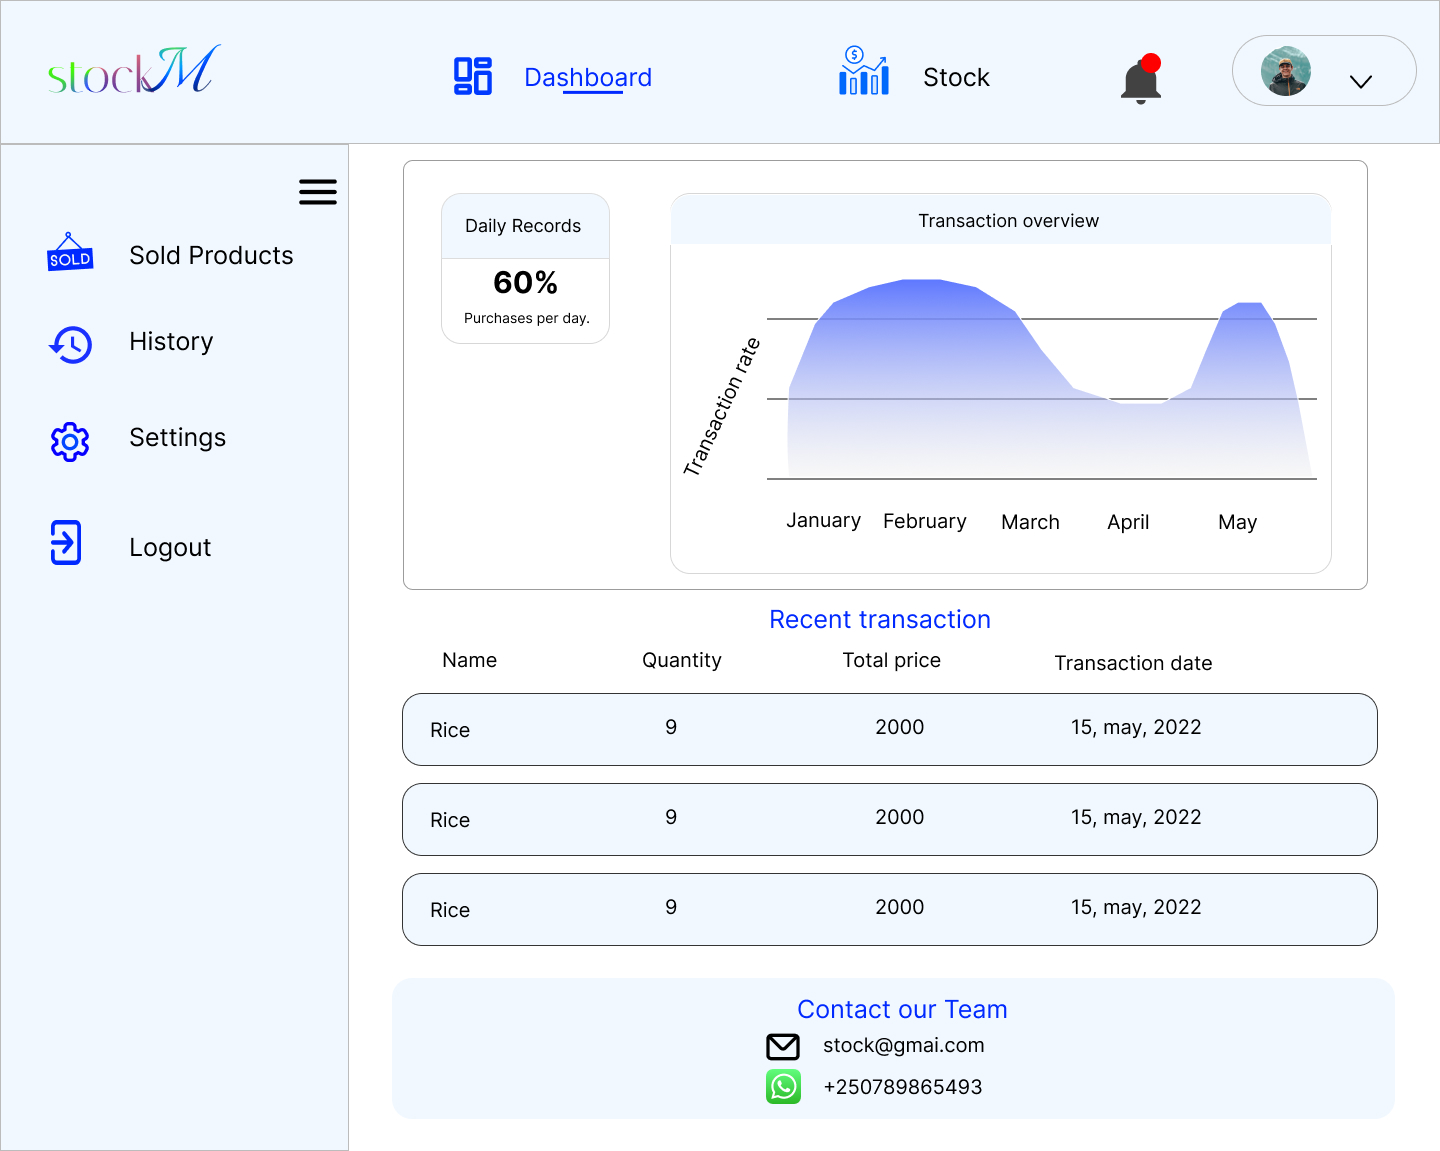 stockM
Dashboard
Stock
SOLD
Sold Products
History
Settings
Logout
Daily Records
60%
Purchases per day.
Transaction overview
Transaction rate
January February March April May
Recent transaction
Name Quantity Total price Transaction date
Rice 9 2000 15, may, 2022
Rice 9 2000 15, may, 2022
Rice 9 2000 15, may, 2022
Contact our Team
stock@gmai.com
+250789865493